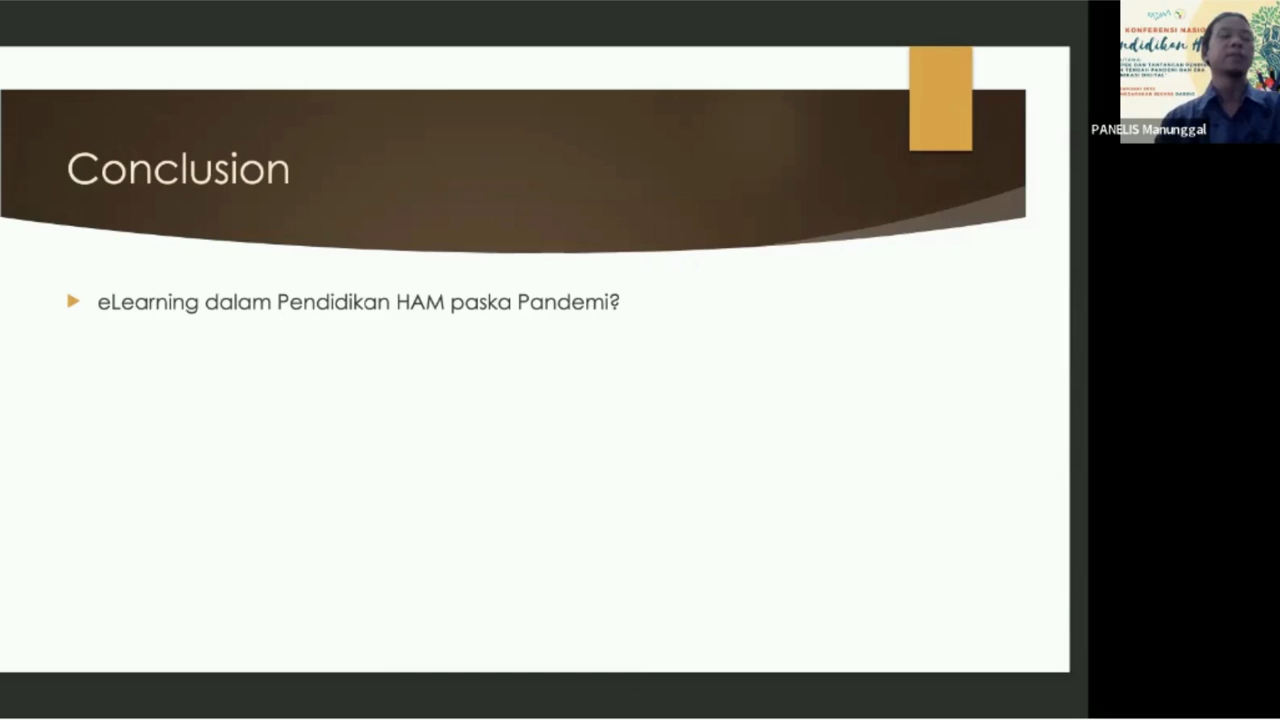 Conclusion
eLearning dalam Pendidikan HAM paska Pandemi?
KONFERENSI NASIO
ndidikan H
PANELIS Manunggal